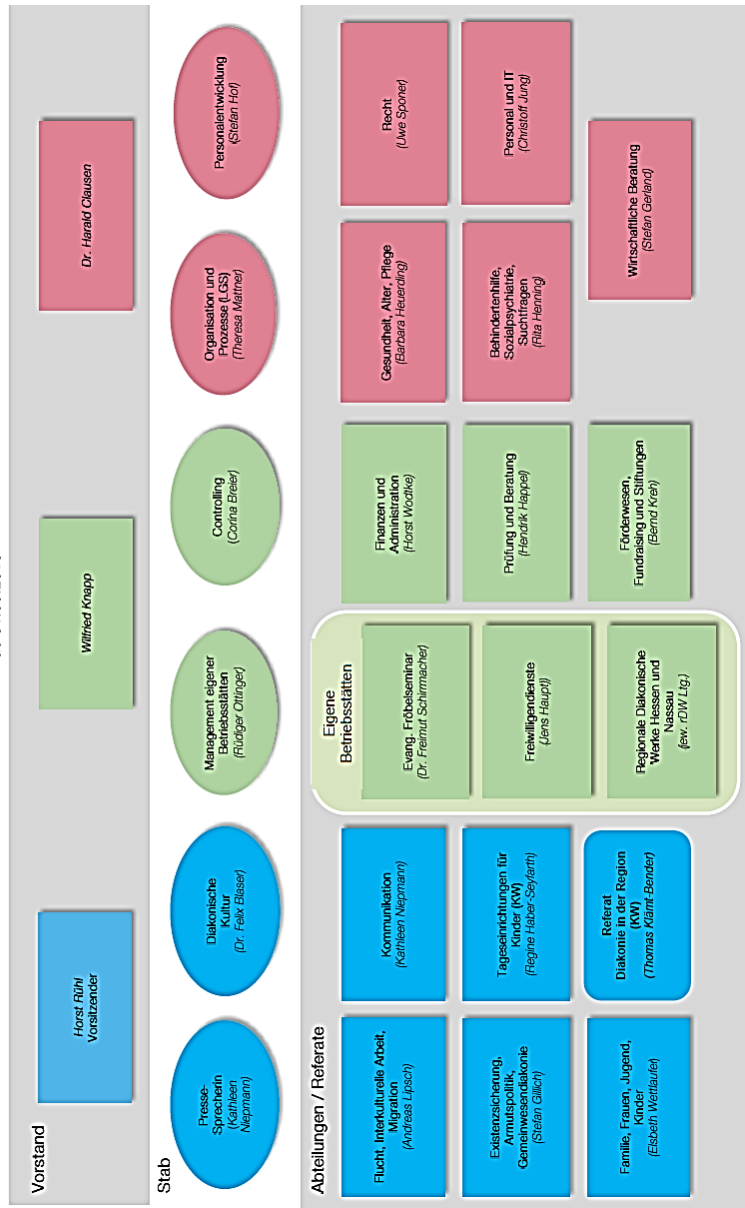 Vorstand
Horst Rühl
Vorsitzender
Wilfried Knapp
Dr. Harald Clausen
Stab
Presse-
Sprecherin
(Kathleen
Niepmann)
Diakonische
Kultur
(Dr. Felix Blaser)
Management eigener
Betriebsstätten
(Rüdiger Ottinger)
Controlling
(Corina Breier)
Organisation und
Prozesse (LGS)
(Theresa Mattner)
Personalentwicklung
(Stefan Hof)
Abteilungen / Referate
Flucht, Interkulturelle Arbeit,
Migration
(Andreas Lipsch)
Kommunikation
(Kathleen Niepmann)
Eigene
Betriebsstätten
Evang. Fröbelseminar
(Dr. Freimut Schirrmacher)
Finanzen und
Administration
(Horst Wodtke)
Gesundheit, Alter, Pflege
(Barbara Heuerding)
Recht
(Uwe Sponer)
Existenzsicherung,
Armutspolitik,
Gemeinwesendiakonie
(Stefan Gillich)
Tageseinrichtungen für
Kinder (KW)
(Regine Haber-Seyfarth)
Freiwilligendienste
(Jens Haupt))
Prüfung und Beratung
(Hendrik Happel)
Behindertenhilfe,
Sozialpsychiatrie,
Suchtfragen
(Rita Henning)
Personal und IT
(Christoff Jung)
Familie, Frauen, Jugend,
Kinder
(Elsbeth Wettlaufer)
Referat
Diakonie in der Region
(KW)
(Thomas Klämt-Bender)
Regionale Diakonische
Werke Hessen und
Nassau
(jew. rDW Ltg.)
Förderwesen,
Fundraising und Stiftungen
(Bernd Kreh)
Wirtschaftliche Beratung
(Stefan Gerland)